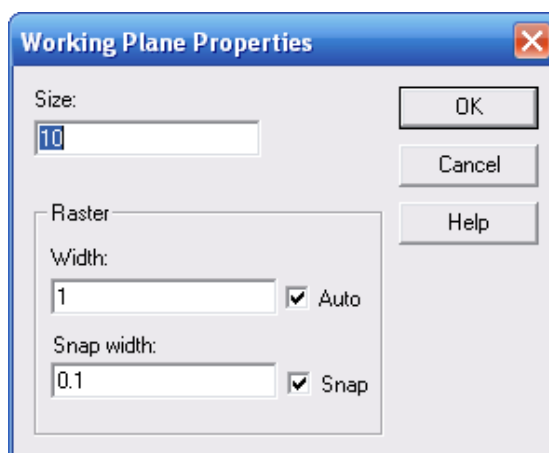 Working Plane Properties
Size:
10
OK
Cancel
Help
Raster
Width:
1
Auto
Snap width:
0.1
Snap